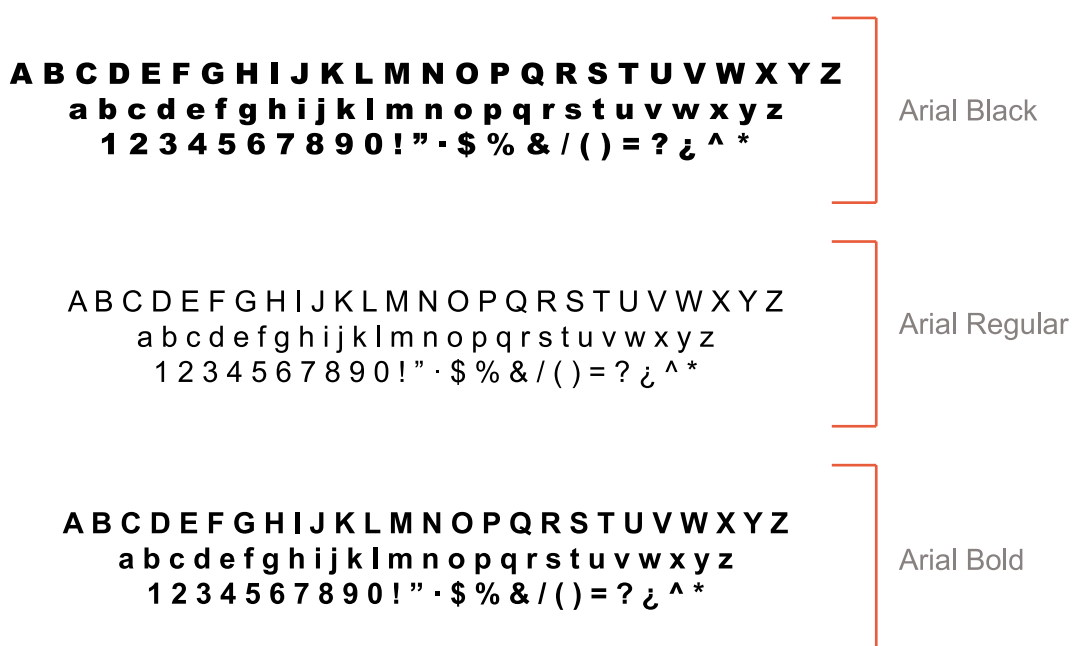 A B C D E F G H I J K L M N O P Q R S T U V W X Y Z
a b c d e f g h i j k l m n o p q r s t u v w x y z
1 2 3 4 5 6 7 8 9 0 ! ” · $ % & / ( ) = ? ¿ ^ *
Arial Black
A B C D E F G H I J K L M N O P Q R S T U V W X Y Z
a b c d e f g h i j k l m n o p q r s t u v w x y z
1 2 3 4 5 6 7 8 9 0 ! ” · $ % & / ( ) = ? ¿ ^ *
Arial Regular
A B C D E F G H I J K L M N O P Q R S T U V W X Y Z
a b c d e f g h i j k l m n o p q r s t u v w x y z
1 2 3 4 5 6 7 8 9 0 ! ” · $ % & / ( ) = ? ¿ ^ *
Arial Bold